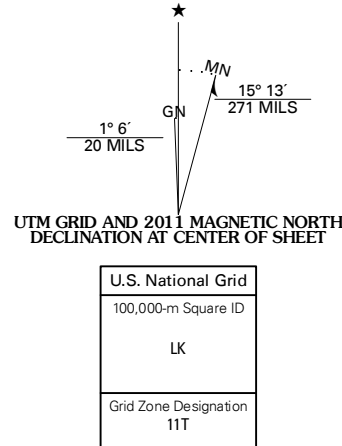 ★
MN
GN
15° 13´
271 MILS
1° 6´
20 MILS
UTM GRID AND 2011 MAGNETIC NORTH
DECLINATION AT CENTER OF SHEET
U.S. National Grid
100,000-m Square ID
LK
Grid Zone Designation
11T